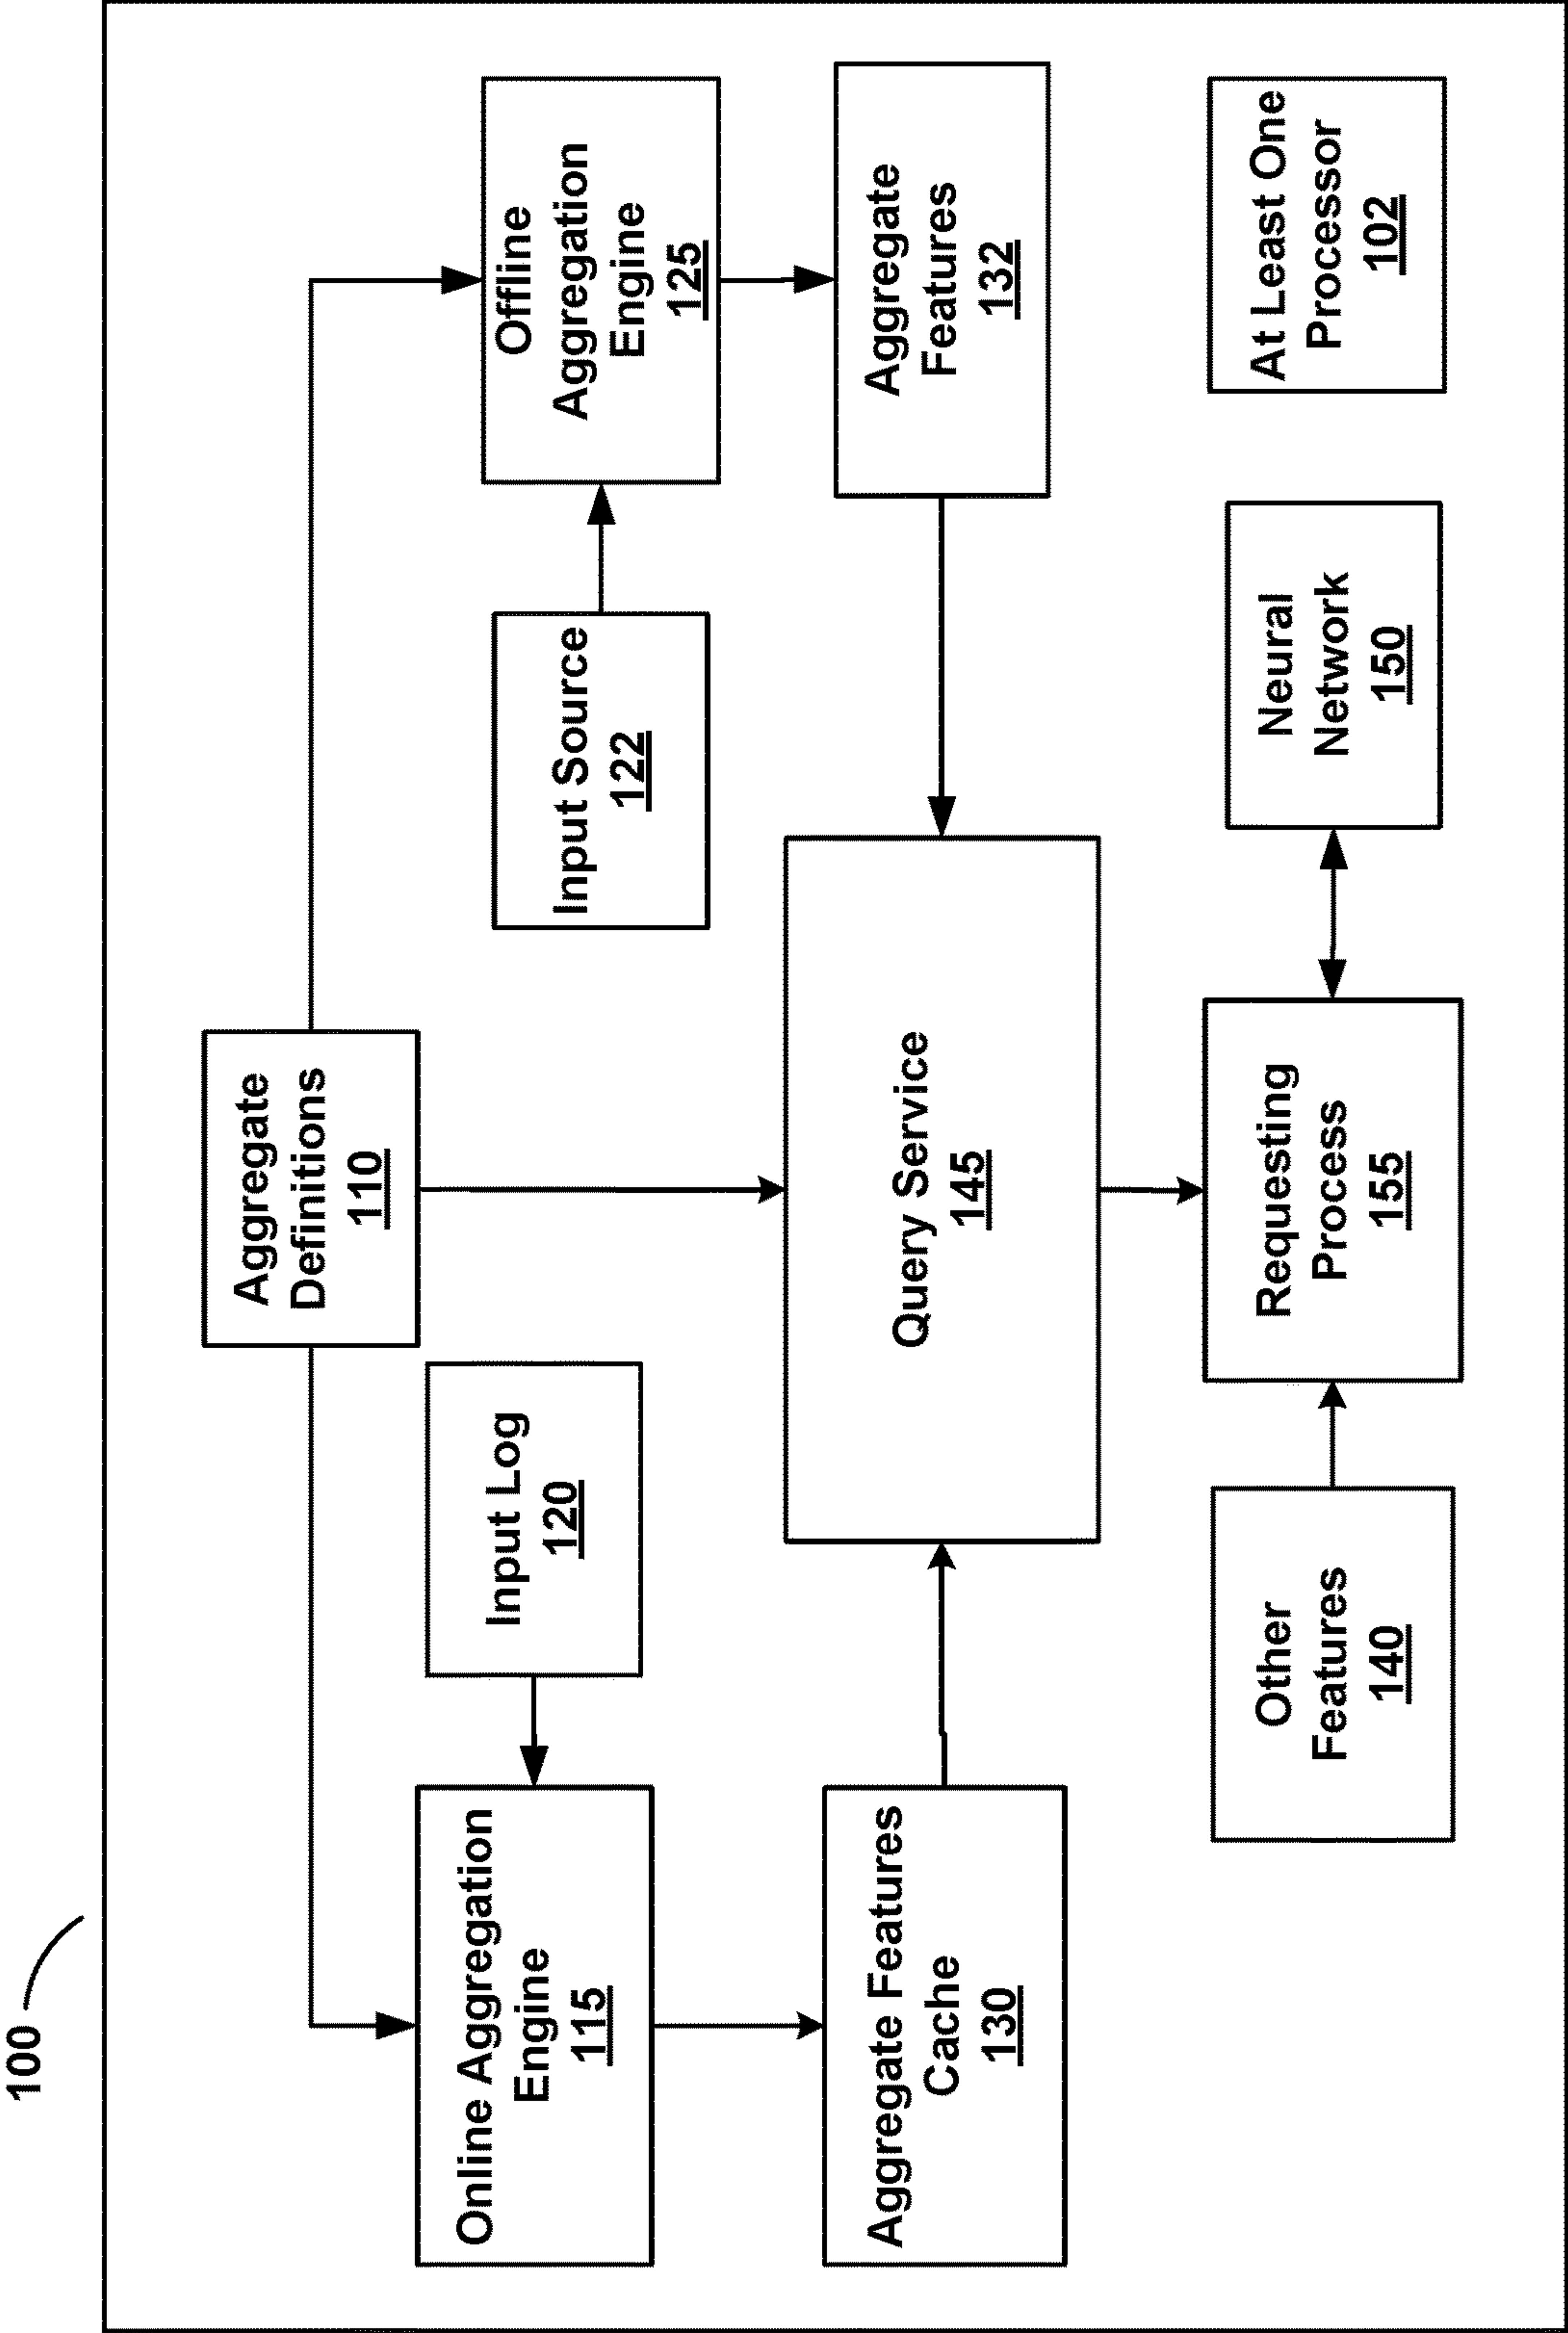 100
Aggregate
Definitions
110
Online Aggregation
Engine
115
Input Log
120
Input Source
122
Offline
Aggregation
Engine
125
Aggregate Features
Cache
130
Query Service
145
Aggregate
Features
132
Other
Features
140
Requesting
Process
155
Neural
Network
150
At Least One
Processor
102